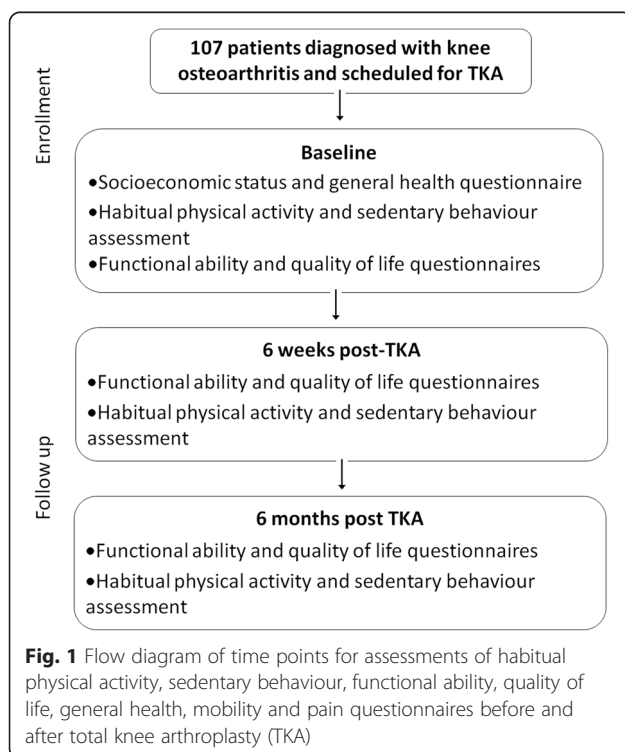 Enrollment
107 patients diagnosed with knee
osteoarthritis and scheduled for TKA
Baseline
•Socioeconomic status and general health questionnaire
•Habitual physical activity and sedentary behaviour
assessment
•Functional ability and quality of life questionnaires
Follow up
6 weeks post-TKA
•Functional ability and quality of life questionnaires
•Habitual physical activity and sedentary behaviour
assessment
6 months post TKA
•Functional ability and quality of life questionnaires
•Habitual physical activity and sedentary behaviour
assessment
Fig. 1 Flow diagram of time points for assessments of habitual
physical activity, sedentary behaviour, functional ability, quality of
life, general health, mobility and pain questionnaires before and
after total knee arthroplasty (TKA)